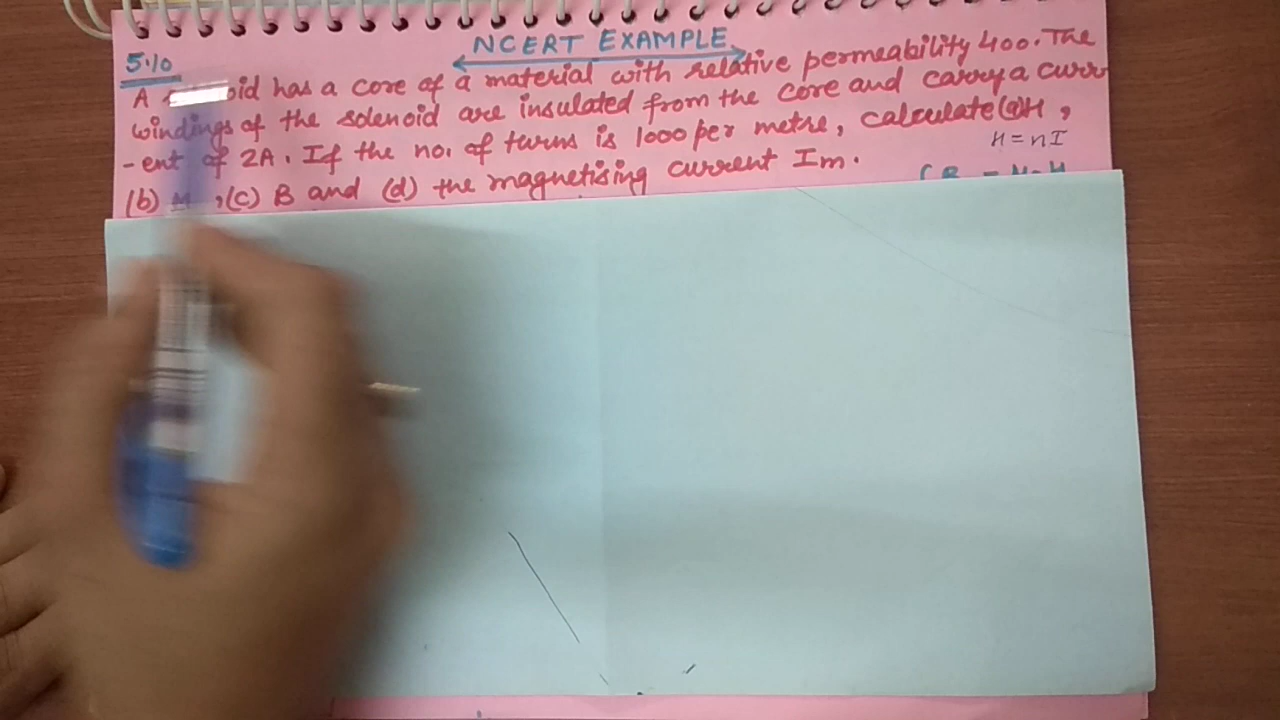 NCERT EXAMPLE
5.10
A oid has a core of a material with relative permeability 400. The
windings of the solenoid are insulated from the core and carry a curr
-ent of 2A. If the no. of turns is 1000 per metre, calculate (a) H,
H = nI
(b) M, (c) B and (d) the magnetising current Im.